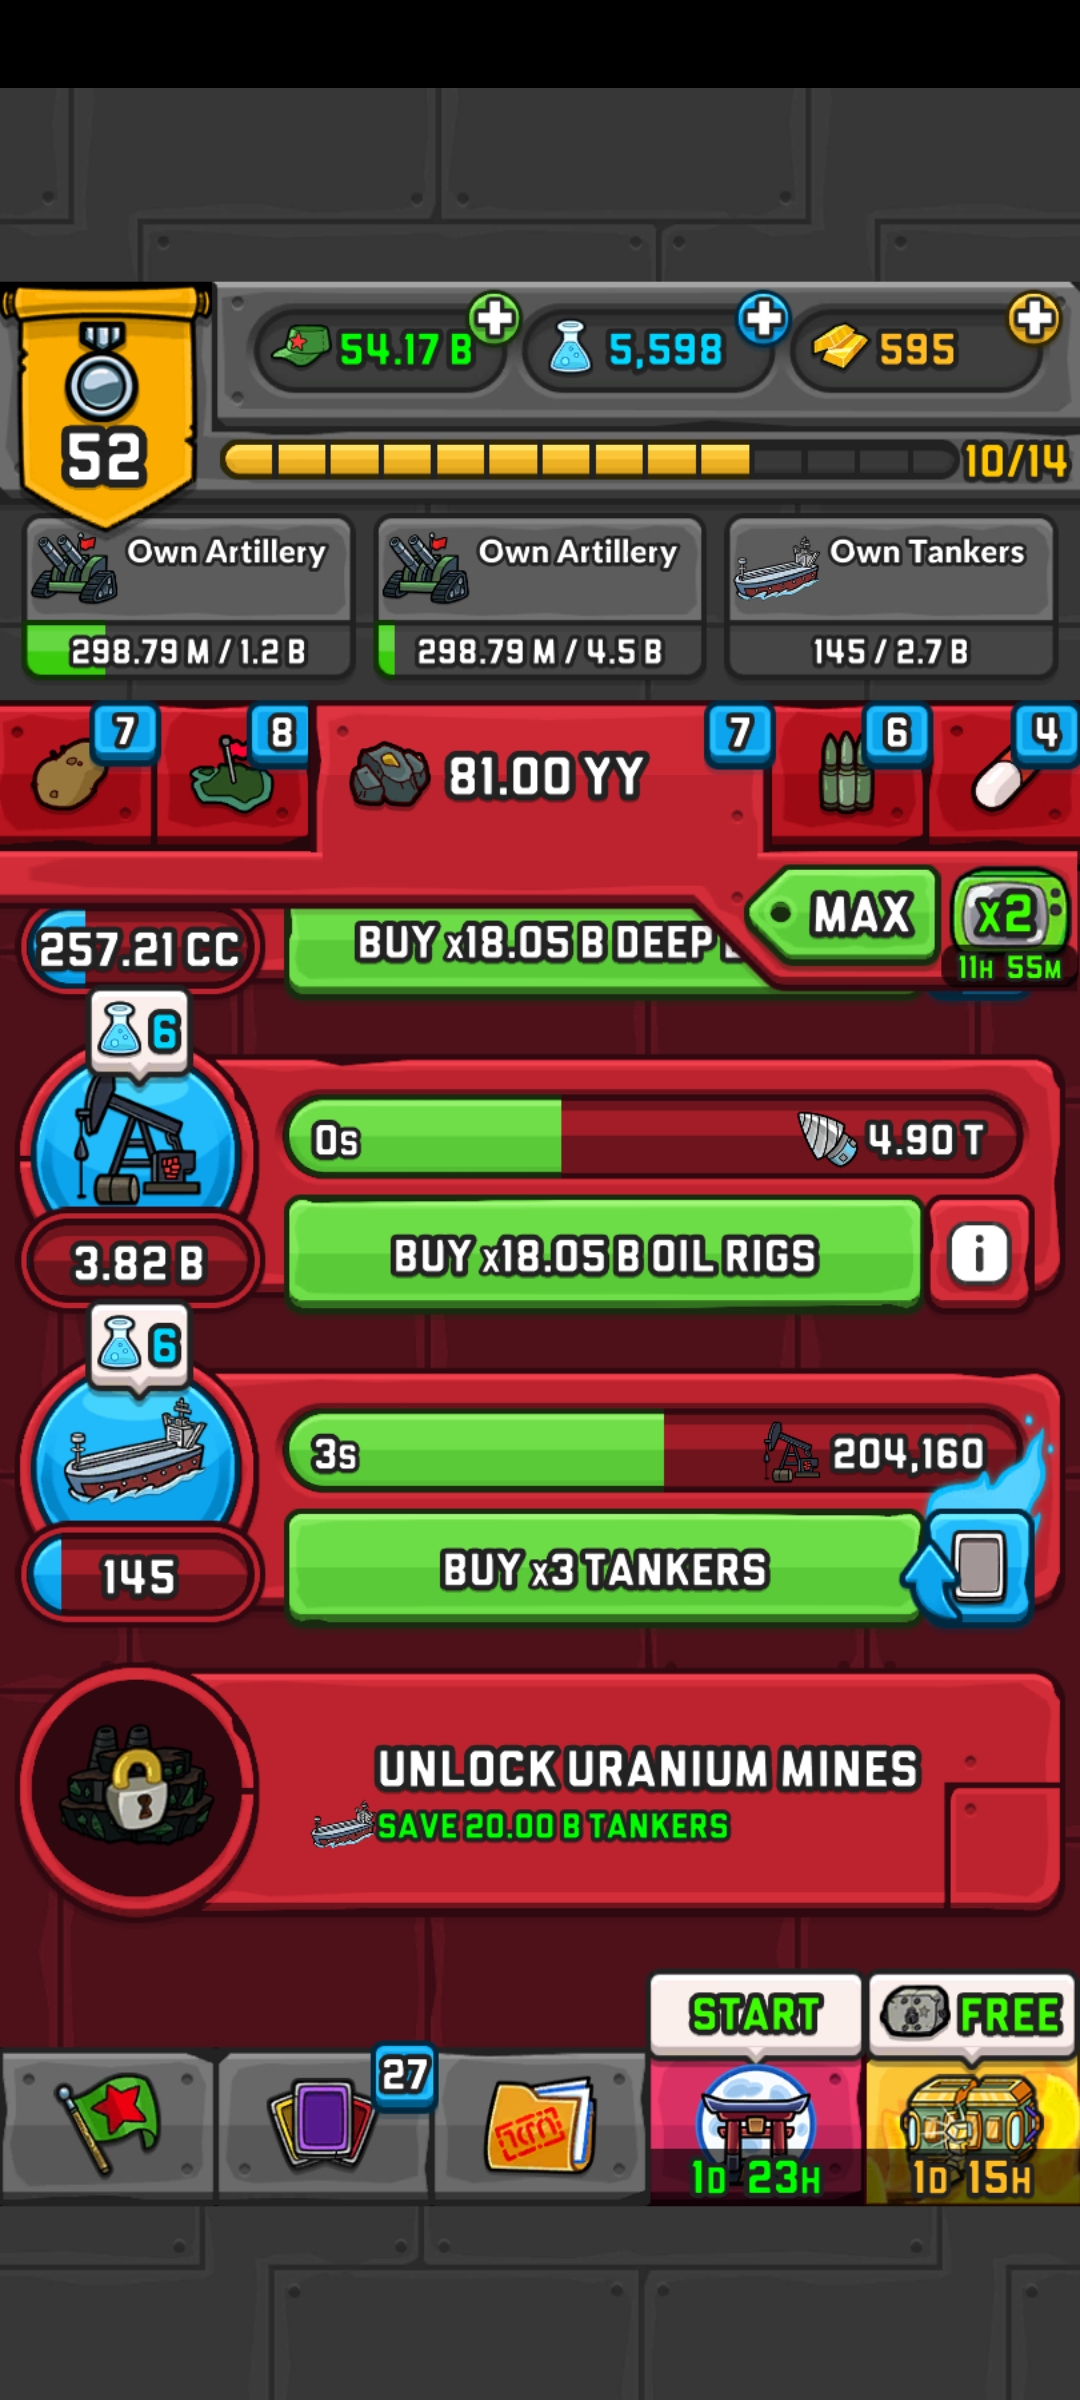 54.17 B
5,598
595
52
10/14
Own Artillery
298.79 M / 1.2 B
Own Artillery
298.79 M / 4.5 B
Own Tankers
145 / 2.7 B
7
8
81.00 YY
7
6
4
MAX
x2
11H 55M
257.21 CC
BUY x18.05 B DEEP
6
0s
4.90 T
3.82 B
BUY x18.05 B OIL RIGS
i
6
3s
204,160
145
BUY x3 TANKERS
UNLOCK URANIUM MINES
SAVE 20.00 B TANKERS
START
FREE
27
1D 23H
1D 15H